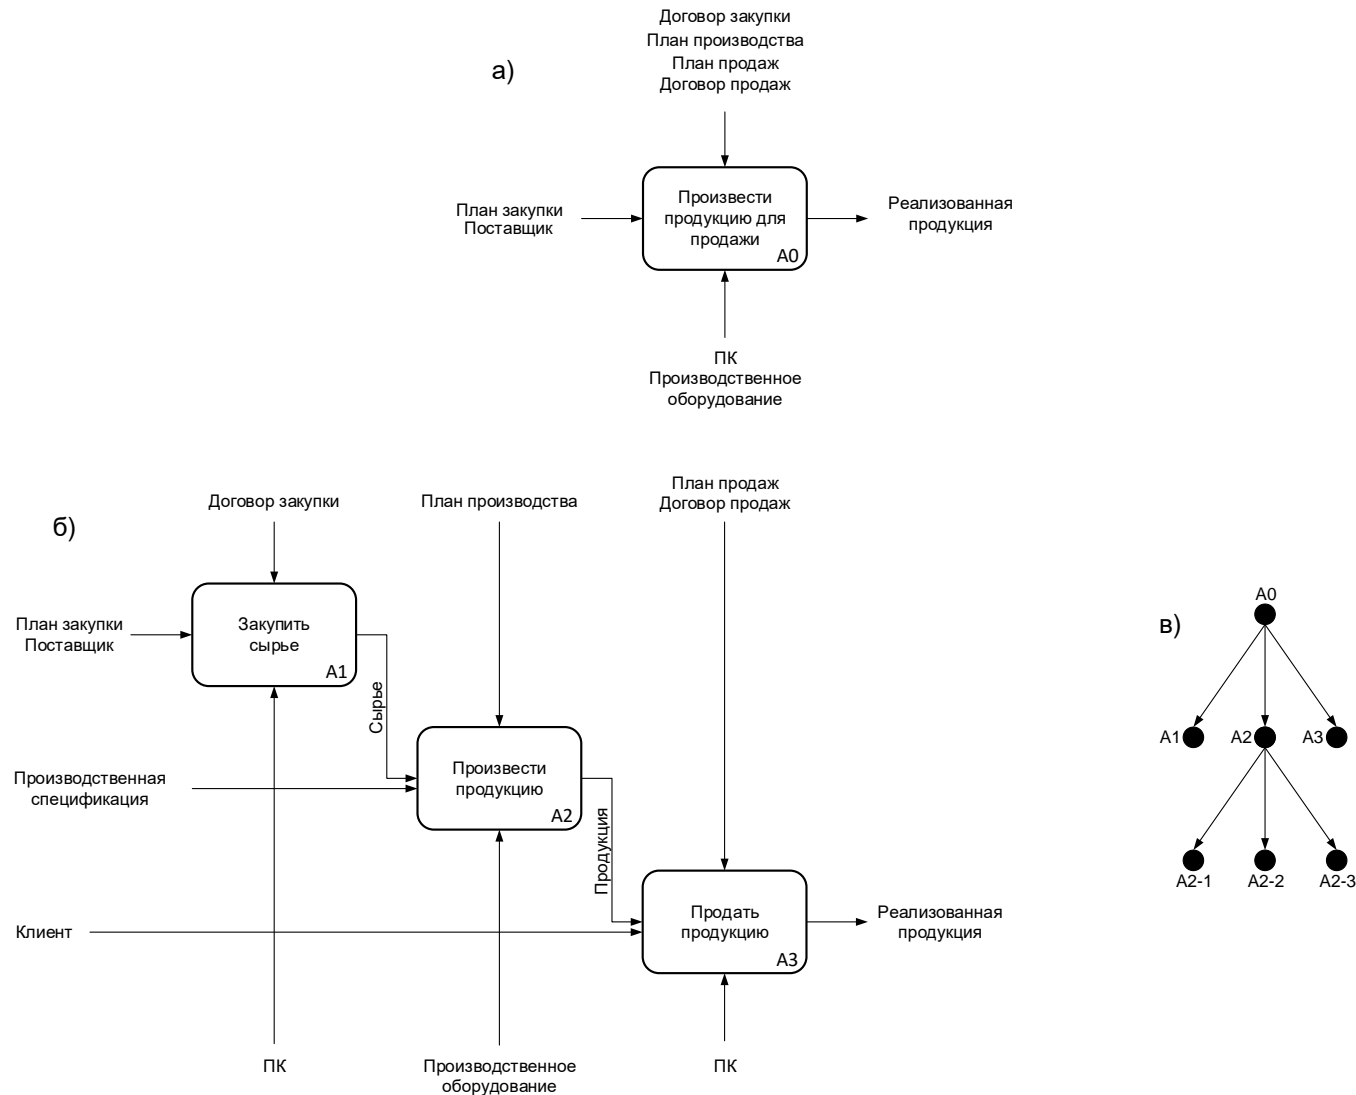 а)
Договор закупки
План производства
План продаж
Договор продаж
План закупки
Поставщик
Произвести
продукцию для
продажи
A0
Реализованная
продукция
ПК
Производственное
оборудование
б)
Договор закупки
План производства
План продаж
Договор продаж
План закупки
Поставщик
Закупить
сырье
A1
Сырье
Производственная
спецификация
Произвести
продукцию
A2
Продукция
Клиент
Продать
продукцию
A3
Реализованная
продукция
ПК
Производственное
оборудование
ПК
в)
A0
A1
A2
A3
A2-1
A2-2
A2-3